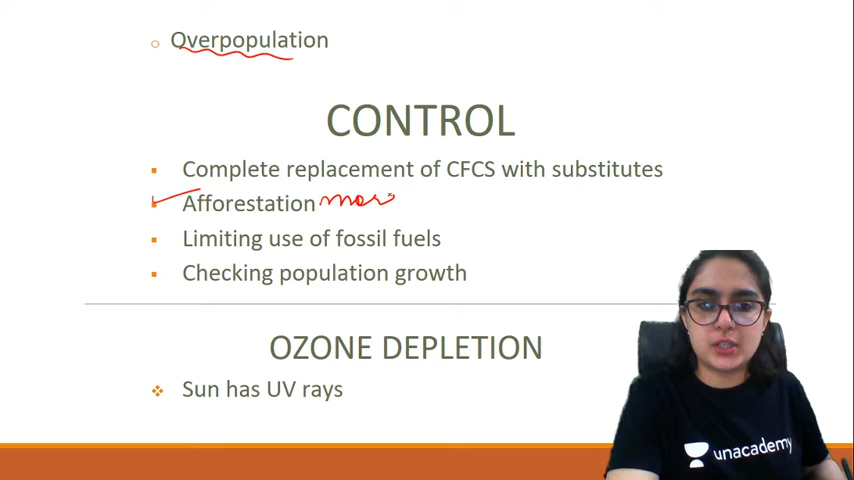 Overpopulation
CONTROL
Complete replacement of CFCS with substitutes
Afforestation
Limiting use of fossil fuels
Checking population growth
OZONE DEPLETION
Sun has UV rays
unacademy